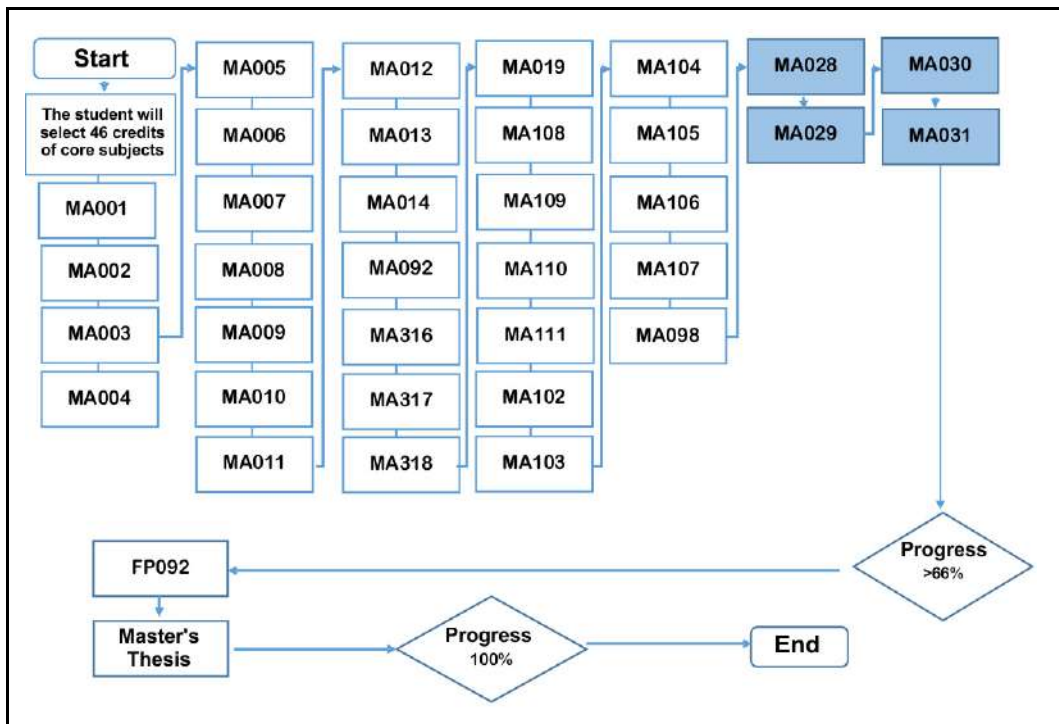 Start
The student will
select 46 credits
of core subjects
MA001
MA002
MA003
MA004
MA005
MA006
MA007
MA008
MA009
MA010
MA011
MA012
MA013
MA014
MA092
MA316
MA317
MA318
MA019
MA108
MA109
MA110
MA111
MA102
MA103
MA104
MA105
MA106
MA107
MA098
MA028
MA029
MA030
MA031
Progress
>66%
FP092
Master's
Thesis
Progress
100%
End